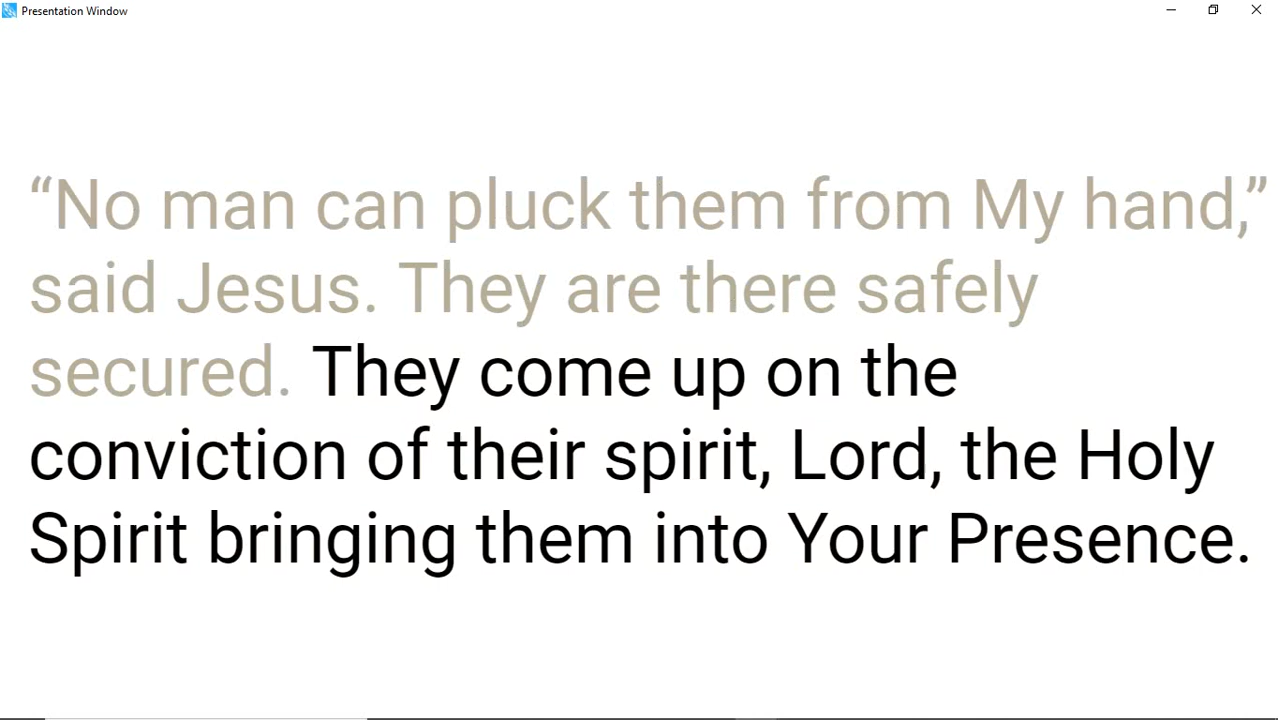 Presentation Window
“No man can pluck them from My hand,”
said Jesus. They are there safely
secured. They come up on the
conviction of their spirit, Lord, the Holy
Spirit bringing them into Your Presence.